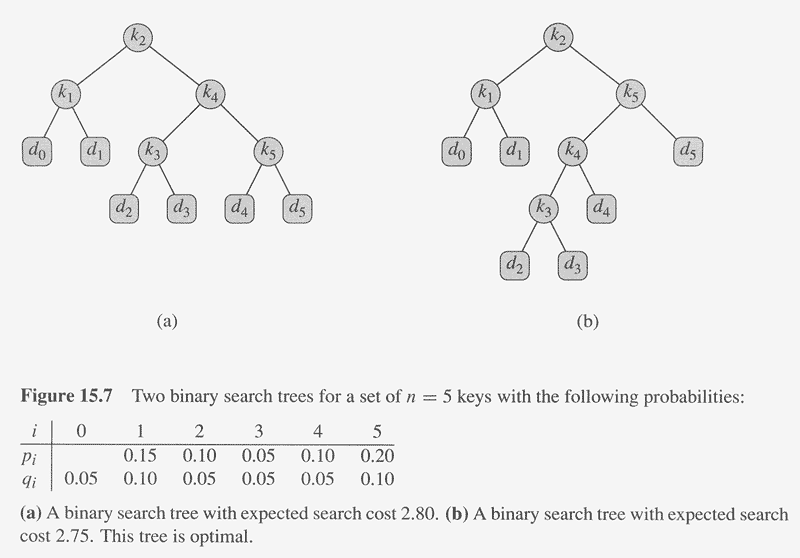 k2 k2
k1 k4 k1 k5
d0 d1 k3 k5 d0 d1 k4 d5
d2 d3 d4 d5 k3 d4
d2 d3
(a) (b)
Figure 15.7 Two binary search trees for a set of n = 5 keys with the following probabilities:
i 0 1 2 3 4 5
pi 0.15 0.10 0.05 0.10 0.20
qi 0.05 0.10 0.05 0.05 0.05 0.10
(a) A binary search tree with expected search cost 2.80. (b) A binary search tree with expected search
cost 2.75. This tree is optimal.